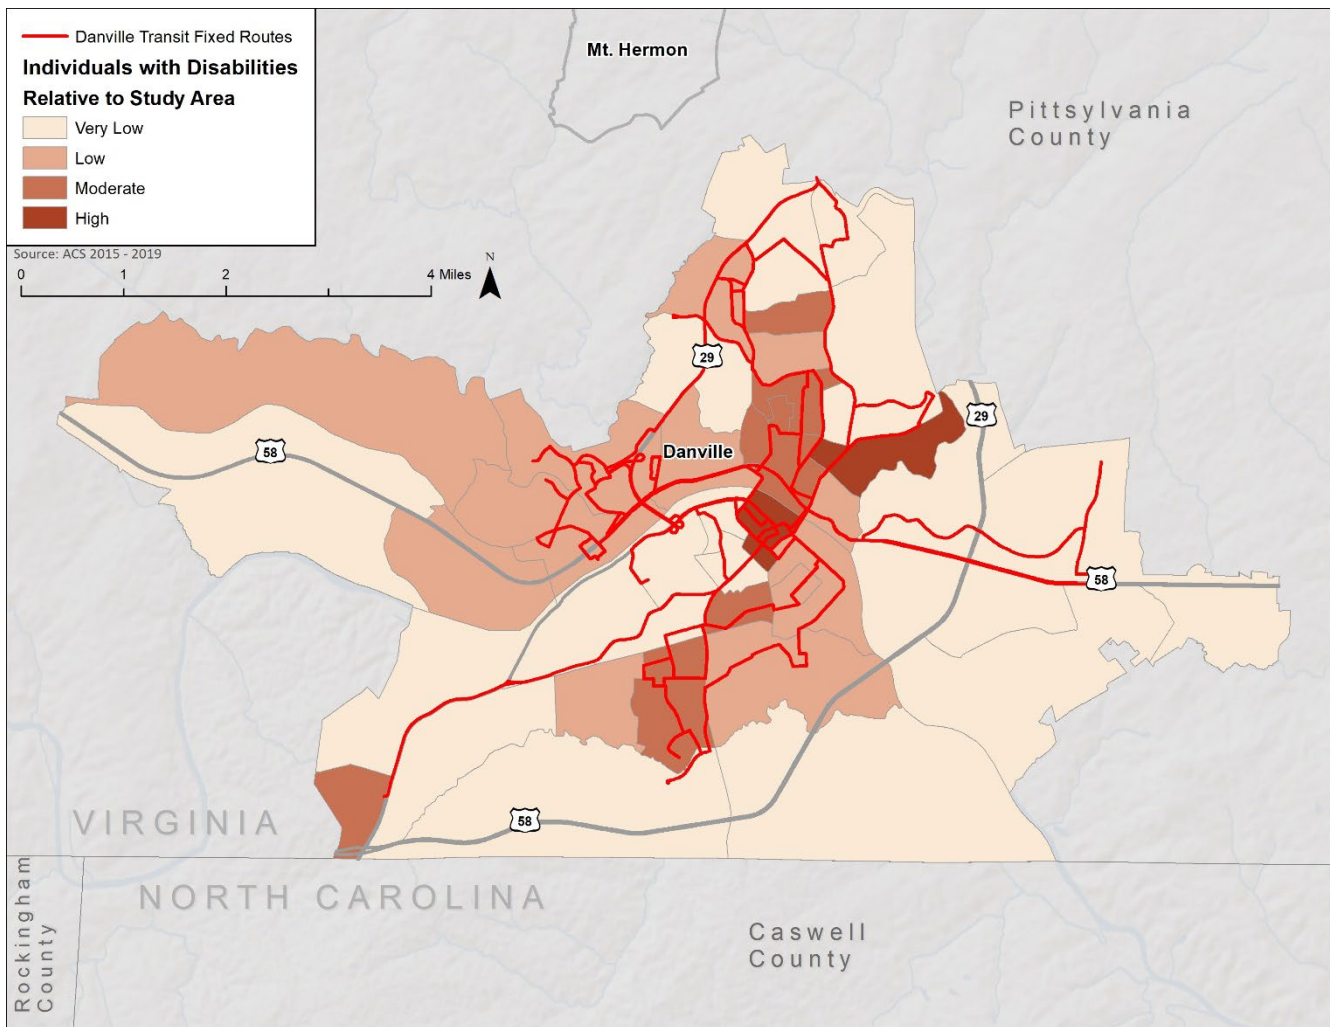 Danville Transit Fixed Routes
Individuals with Disabilities
Relative to Study Area
Very Low
Low
Moderate
High
Source: ACS 2015 - 2019
0 1 2 4 Miles
N
Mt. Hermon
Pittsylvania
County
29
29
58
Danville
58
58
VIRGINIA
NORTH CAROLINA
Rockingham
County
Caswell
County